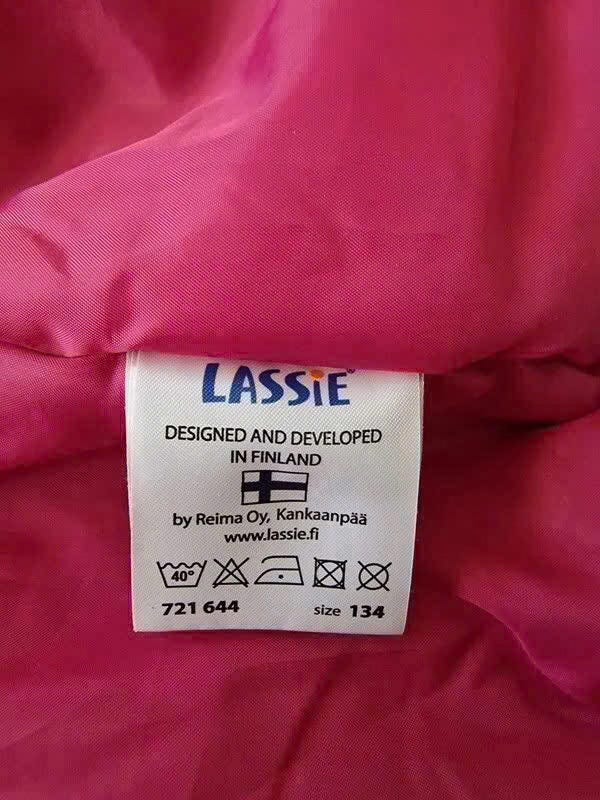 LASSiE®
DESIGNED AND DEVELOPED
IN FINLAND
by Reima Oy, Kankaanpää
www.lassie.fi
40°
721 644 size 134